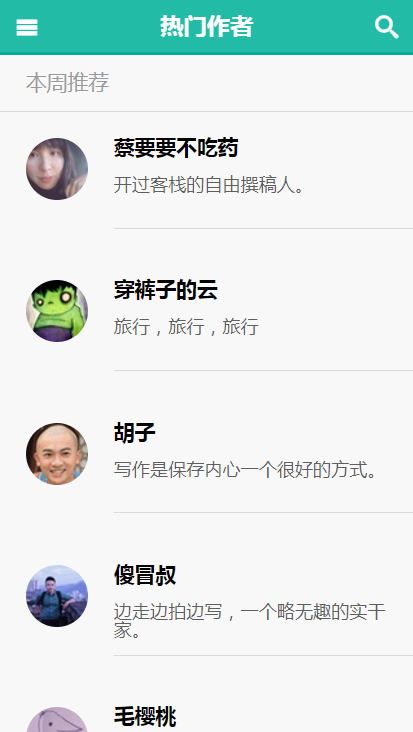 热门作者
本周推荐
蔡要要不吃药
开过客栈的自由撰稿人。
穿裤子的云
旅行，旅行，旅行
胡子
写作是保存内心一个很好的方式。
傻冒叔
边走边拍边写，一个略无趣的实干
家。
毛樱桃